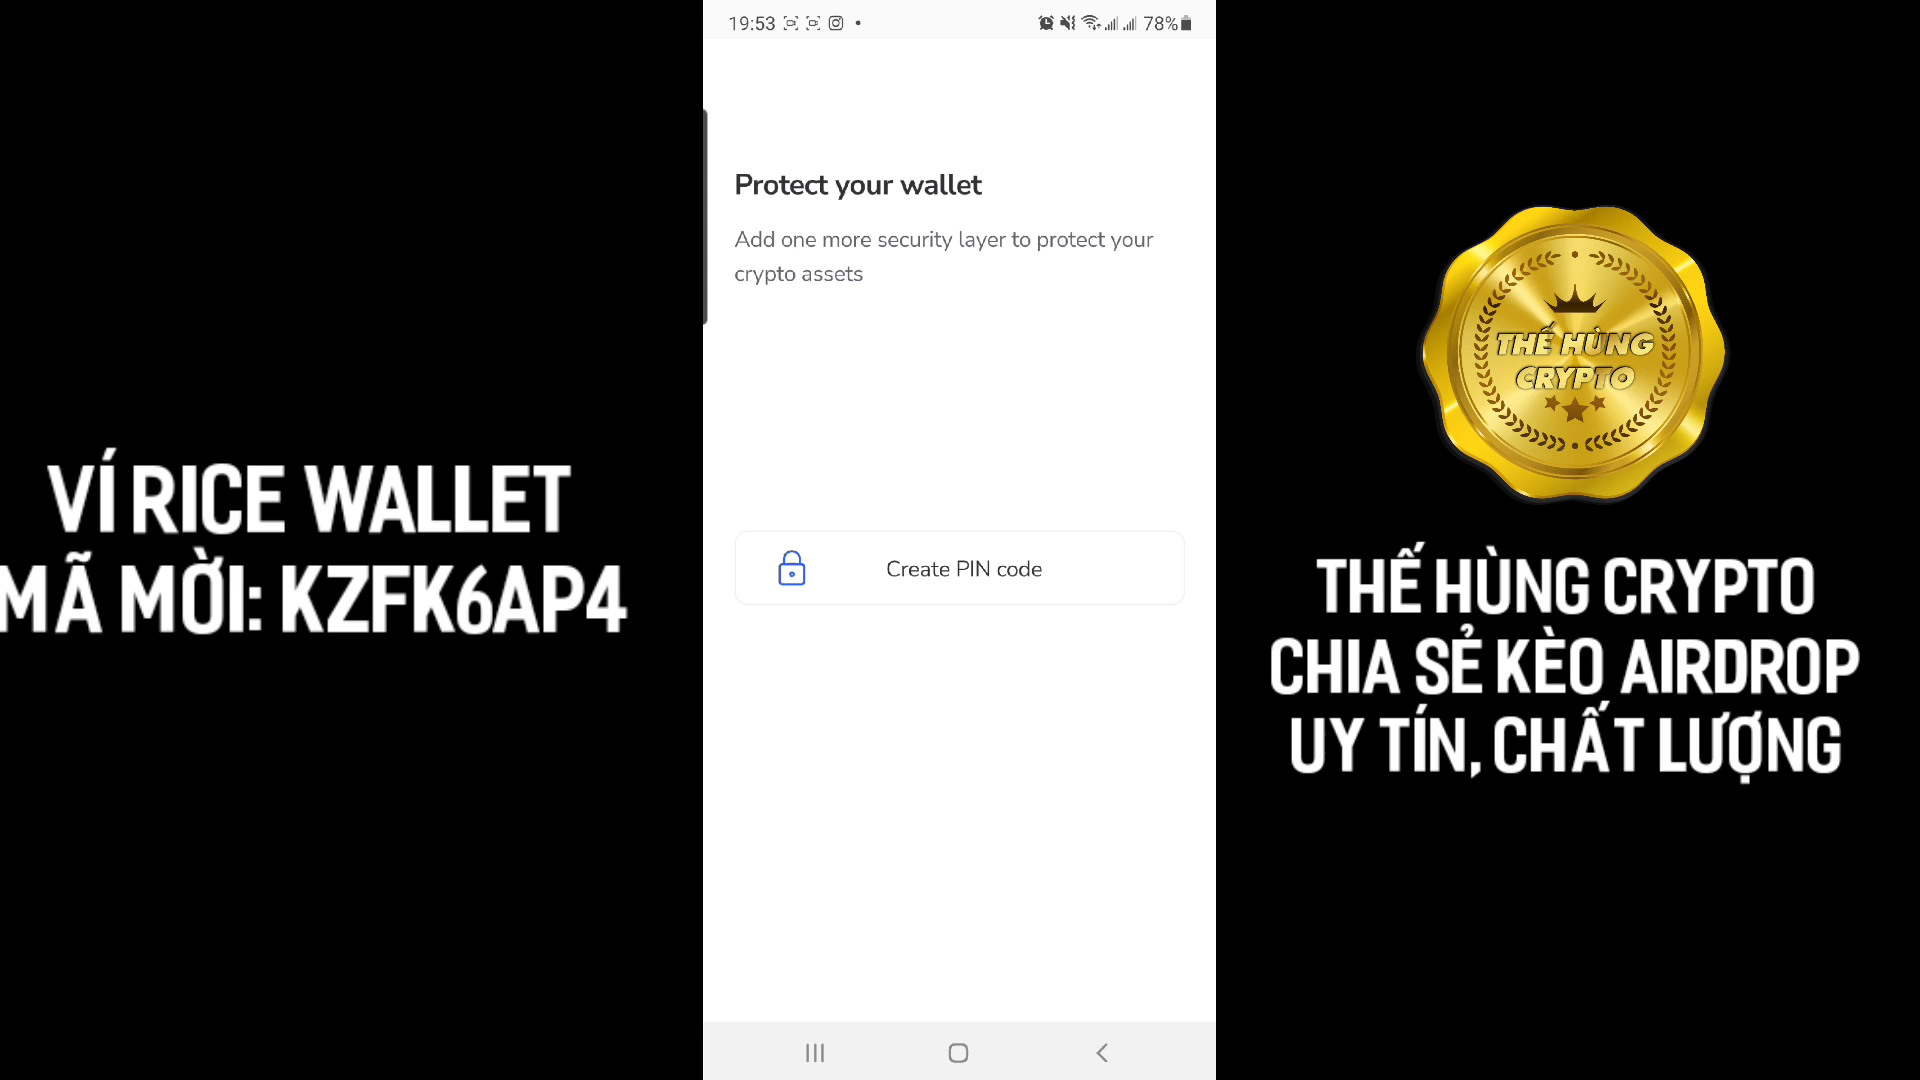 VÍ RICE WALLET
MÃ MỜI: KZFK6AP4
19:53
78%
Protect your wallet
Add one more security layer to protect your
crypto assets
Create PIN code
THẾ HÙNG
CRYPTO
THẾ HÙNG CRYPTO
CHIA SẺ KÈO AIRDROP
UY TÍN, CHẤT LƯỢNG